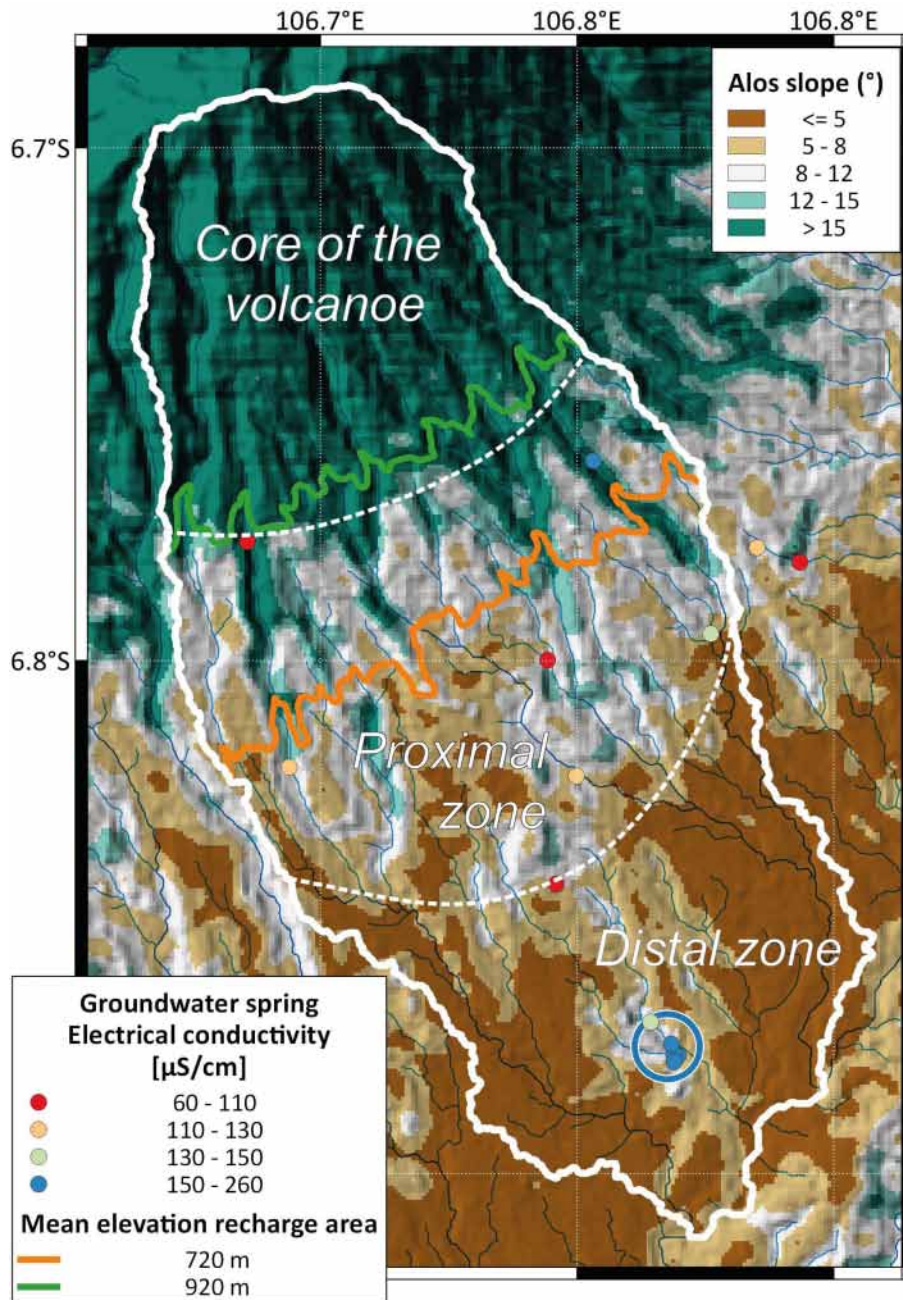 106.7°E
106.8°E
106.8°E
Alos slope (°)
<= 5
5 - 8
8 - 12
12 - 15
> 15
6.7°S
Core of the
volcanoe
6.8°S
Proximal
zone
Distal zone
Groundwater spring
Electrical conductivity
[µS/cm]
60 - 110
110 - 130
130 - 150
150 - 260
Mean elevation recharge area
720 m
920 m